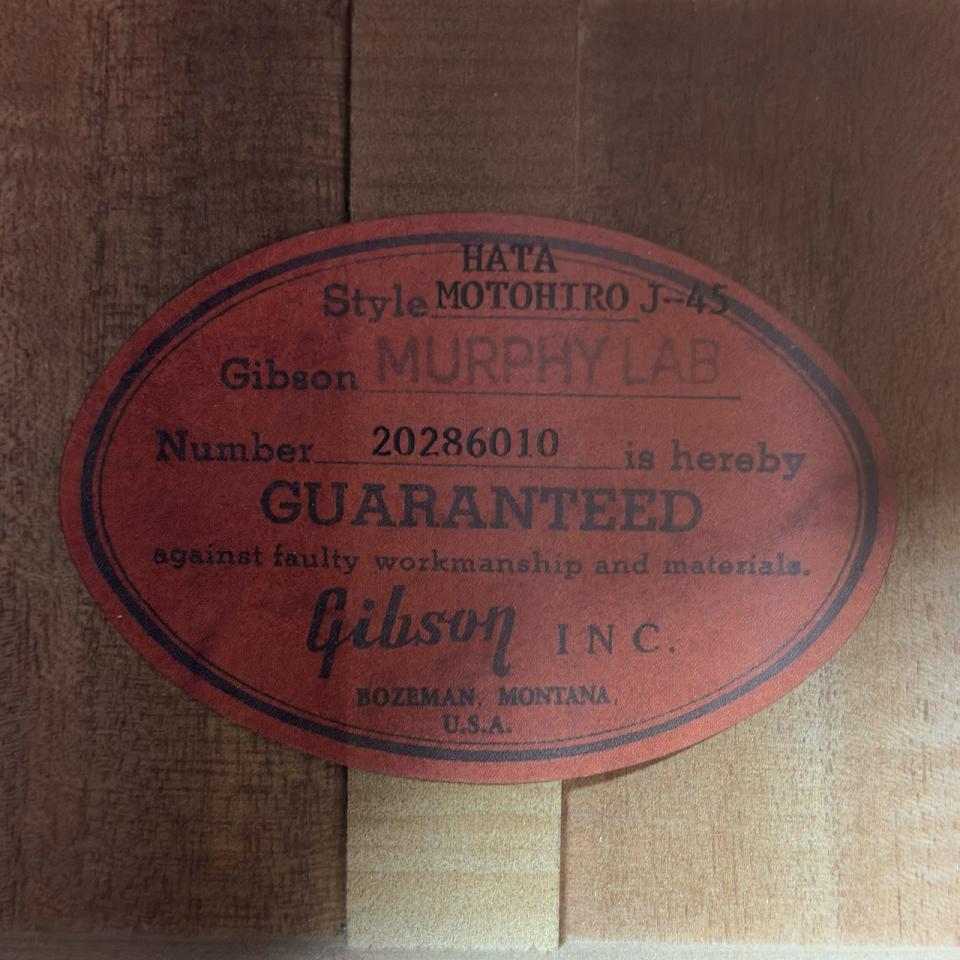 HATA
Style MOTOHIRO J-45
Gibson MURPHY LAB
Number 20286010 is hereby
GUARANTEED
against faulty workmanship and materials.
Gibson INC.
BOZEMAN, MONTANA,
U.S.A.